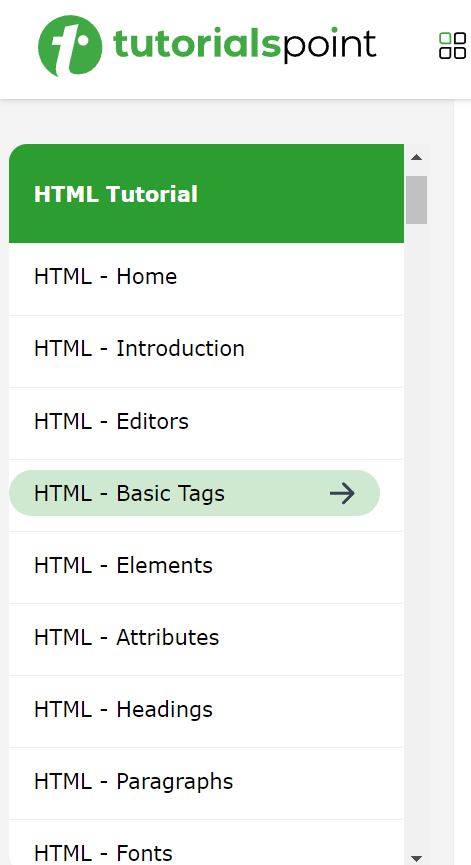 tutorialspoint
HTML Tutorial
HTML - Home
HTML - Introduction
HTML - Editors
HTML - Basic Tags
HTML - Elements
HTML - Attributes
HTML - Headings
HTML - Paragraphs
HTML - Fonts